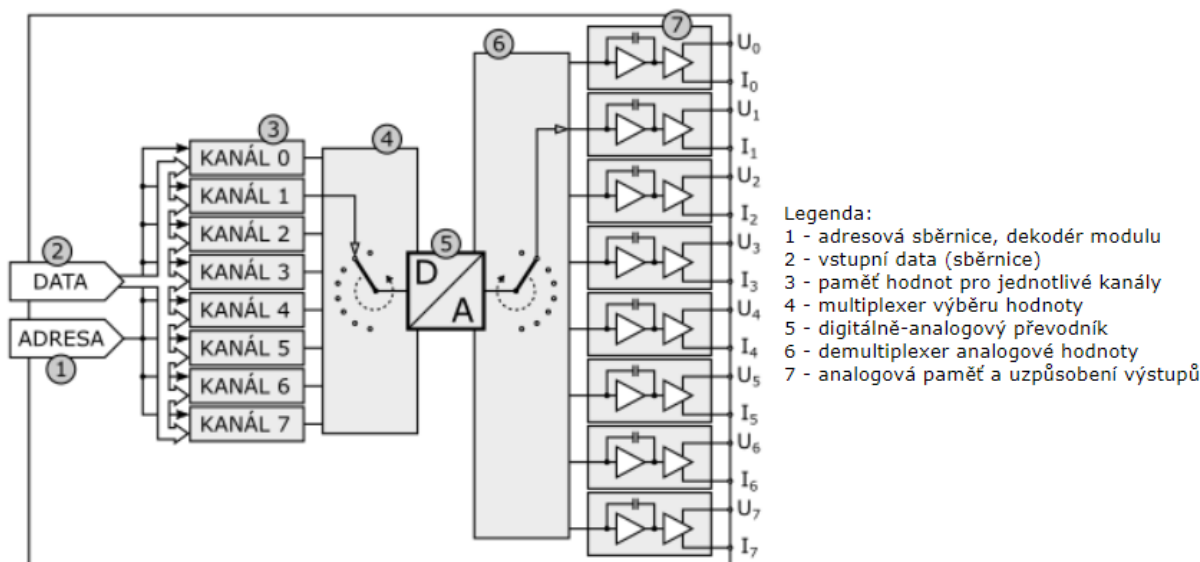 7
U0
I0
6
U1
I1
3
4
KANÁL 0
U2
I2
KANÁL 1
Legenda:
1 - adresová sběrnice, dekodér modulu
2 - vstupní data (sběrnice)
3 - paměť hodnot pro jednotlivé kanály
4 - multiplexer výběru hodnoty
5 - digitálně-analogový převodník
6 - demultiplexer analogové hodnoty
7 - analogová paměť a uzpůsobení výstupů
2
KANÁL 2
5
U3
I3
DATA
KANÁL 3
D
A
ADRESA
KANÁL 4
U4
I4
1
KANÁL 5
U5
I5
KANÁL 6
KANÁL 7
U6
I6
U7
I7